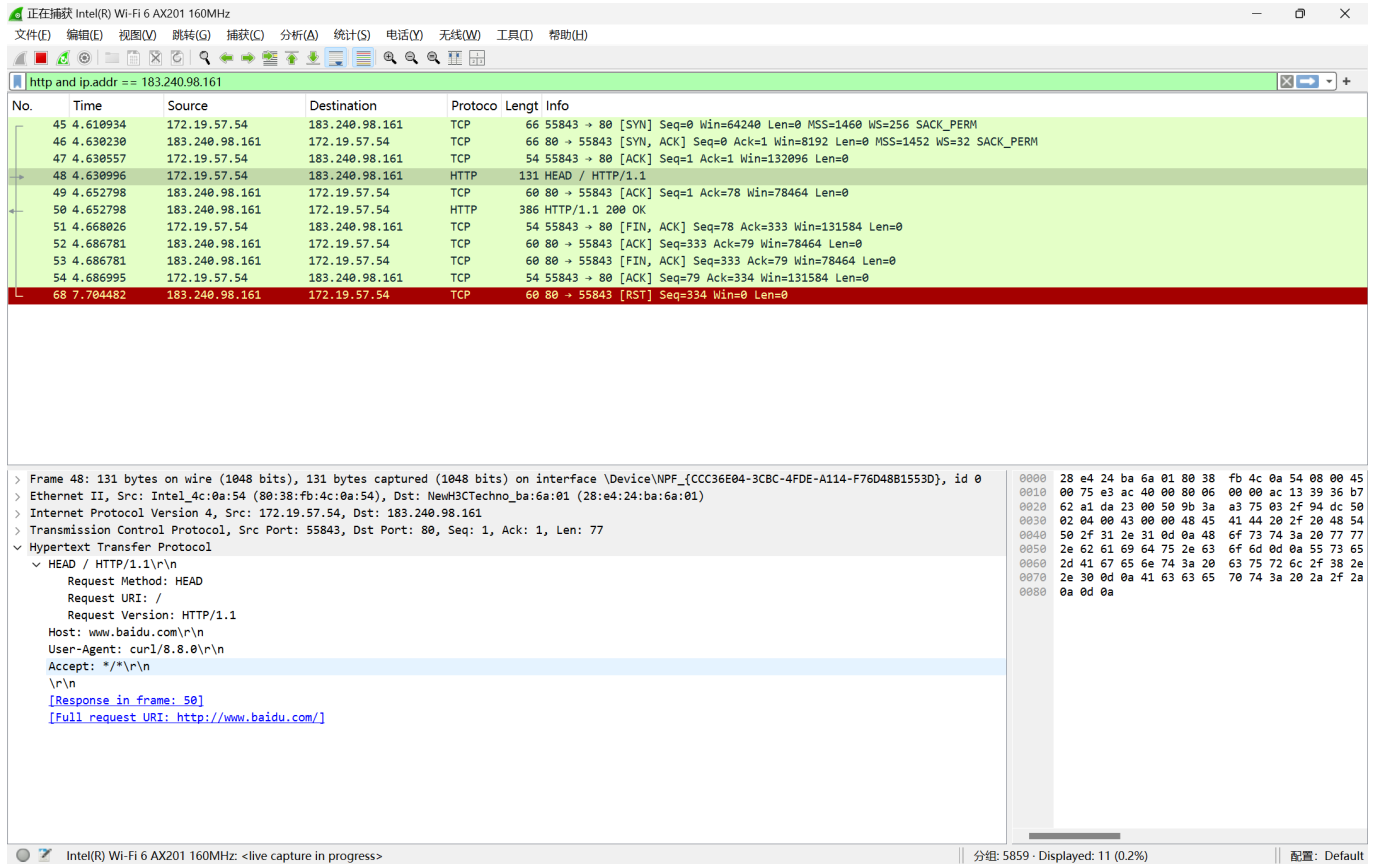 正在捕获 Intel(R) Wi-Fi 6 AX201 160MHz
文件(F) 编辑(E) 视图(V) 跳转(G) 捕获(C) 分析(A) 统计(S) 电话(Y) 无线(W) 工具(T) 帮助(H)
http and ip.addr == 183.240.98.161
No. Time Source Destination Protoco Lengt Info
45 4.610934 172.19.57.54 183.240.98.161 TCP 66 55843 → 80 [SYN] Seq=0 Win=64240 Len=0 MSS=1460 WS=256 SACK_PERM
46 4.630230 183.240.98.161 172.19.57.54 TCP 66 80 → 55843 [SYN, ACK] Seq=0 Ack=1 Win=8192 Len=0 MSS=1452 WS=32 SACK_PERM
47 4.630557 172.19.57.54 183.240.98.161 TCP 54 55843 → 80 [ACK] Seq=1 Ack=1 Win=132096 Len=0
48 4.630996 172.19.57.54 183.240.98.161 HTTP 131 HEAD / HTTP/1.1
49 4.652798 183.240.98.161 172.19.57.54 TCP 60 80 → 55843 [ACK] Seq=1 Ack=78 Win=78464 Len=0
50 4.652798 183.240.98.161 172.19.57.54 HTTP 386 HTTP/1.1 200 OK
51 4.668026 172.19.57.54 183.240.98.161 TCP 54 55843 → 80 [FIN, ACK] Seq=78 Ack=333 Win=131584 Len=0
52 4.686781 183.240.98.161 172.19.57.54 TCP 60 80 → 55843 [ACK] Seq=333 Ack=79 Win=78464 Len=0
53 4.686781 183.240.98.161 172.19.57.54 TCP 60 80 → 55843 [FIN, ACK] Seq=333 Ack=79 Win=78464 Len=0
54 4.686995 172.19.57.54 183.240.98.161 TCP 54 55843 → 80 [ACK] Seq=79 Ack=334 Win=131584 Len=0
68 7.704482 183.240.98.161 172.19.57.54 TCP 60 80 → 55843 [RST] Seq=334 Win=0 Len=0
Frame 48: 131 bytes on wire (1048 bits), 131 bytes captured (1048 bits) on interface \Device\NPF_{CCC36E04-3CBC-4FDE-A114-F76D48B1553D}, id 0
Ethernet II, Src: Intel_4c:0a:54 (80:38:fb:4c:0a:54), Dst: NewH3CTechno_ba:6a:01 (28:e4:24:ba:6a:01)
Internet Protocol Version 4, Src: 172.19.57.54, Dst: 183.240.98.161
Transmission Control Protocol, Src Port: 55843, Dst Port: 80, Seq: 1, Ack: 1, Len: 77
Hypertext Transfer Protocol
HEAD / HTTP/1.1\r\n
Request Method: HEAD
Request URI: /
Request Version: HTTP/1.1
Host: www.baidu.com\r\n
User-Agent: curl/8.8.0\r\n
Accept: */*\r\n
\r\n
[Response in frame: 50]
[Full request URI: http://www.baidu.com/]
0000 28 e4 24 ba 6a 01 80 38 fb 4c 0a 54 08 00 45
0010 00 75 e3 ac 40 00 80 06 00 00 ac 13 39 36 b7
0020 62 a1 da 23 00 50 9b 3a a3 75 03 2f 94 dc 50
0030 02 04 00 43 00 00 48 45 41 44 20 2f 20 48 54
0040 50 2f 31 2e 31 0d 0a 48 6f 73 74 3a 20 77 77
0050 2e 62 61 69 64 75 2e 63 6f 6d 0d 0a 55 73 65
0060 2d 41 67 65 6e 74 3a 20 63 75 72 6c 2f 38 2e
0070 2e 30 0d 0a 41 63 63 65 70 74 3a 20 2a 2f 2a
0080 0a 0d 0a
Intel(R) Wi-Fi 6 AX201 160MHz: <live capture in progress>
分组: 5859 · Displayed: 11 (0.2%)
配置: Default